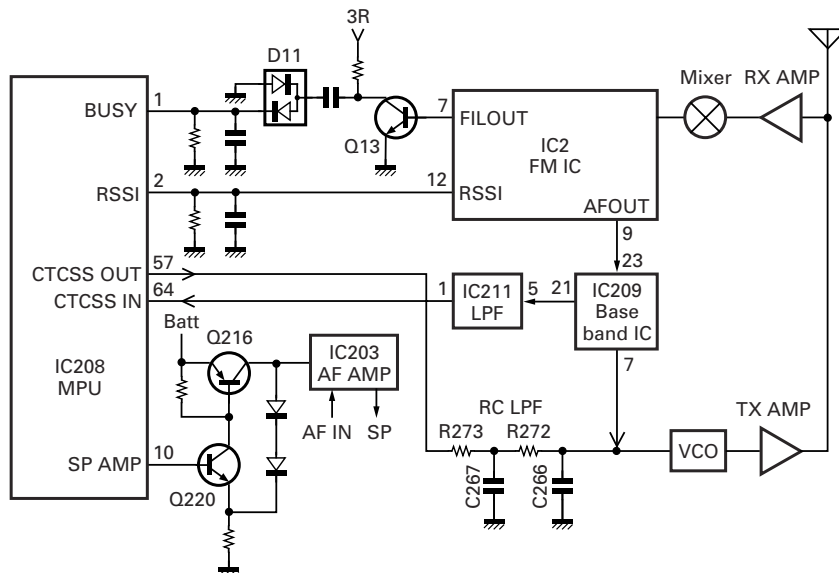 3R
D11
BUSY
1
Q13
7
FILOUT
IC2
FM IC
Mixer
RX AMP
RSSI
2
12
RSSI
AFOUT
9
23
CTCSS OUT
57
CTCSS IN
64
1
IC211
LPF
5
21
IC209
Base
band IC
7
Batt
Q216
IC208
MPU
IC203
AF AMP
AF IN
SP
RC LPF
R273
R272
TX AMP
VCO
SP AMP
10
Q220
C267
C266